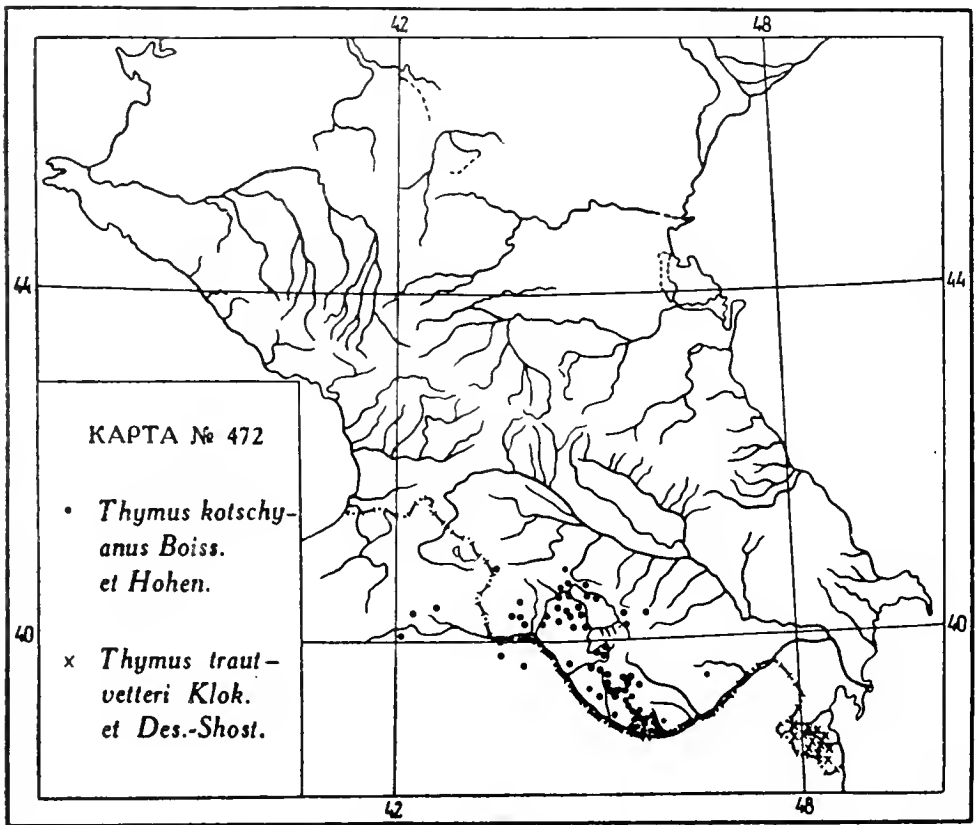 42 48
44 44
КАРТА № 472
• Thymus kotschy-
anus Boiss.
et Hohen.
40 40
x Thymus traut-
vetteri Klok.
et Des.-Shost.
42 48